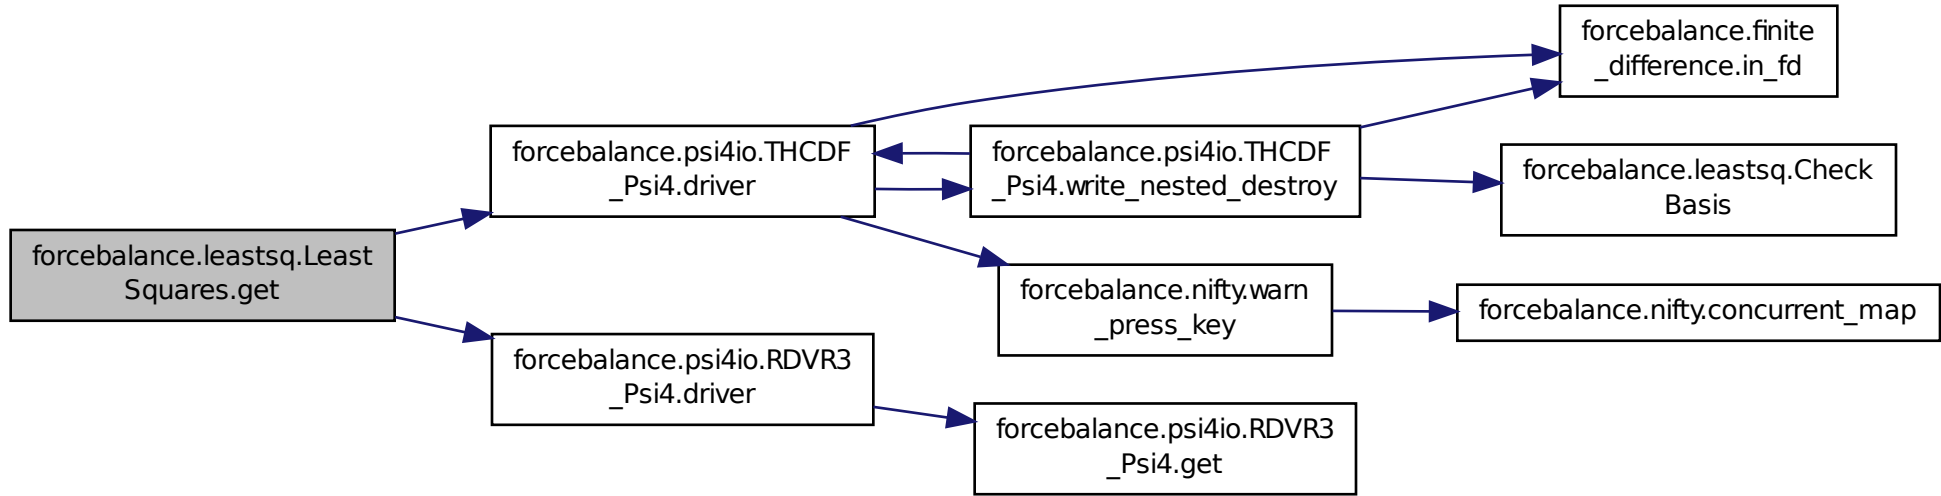 forcebalance.leastsq.Least
Squares.get
forcebalance.psi4io.THCDF
_Psi4.driver
forcebalance.psi4io.RDVR3
_Psi4.driver
forcebalance.psi4io.THCDF
_Psi4.write_nested_destroy
forcebalance.nifty.warn
_press_key
forcebalance.psi4io.RDVR3
_Psi4.get
forcebalance.finite
_difference.in_fd
forcebalance.leastsq.Check
Basis
forcebalance.nifty.concurrent_map